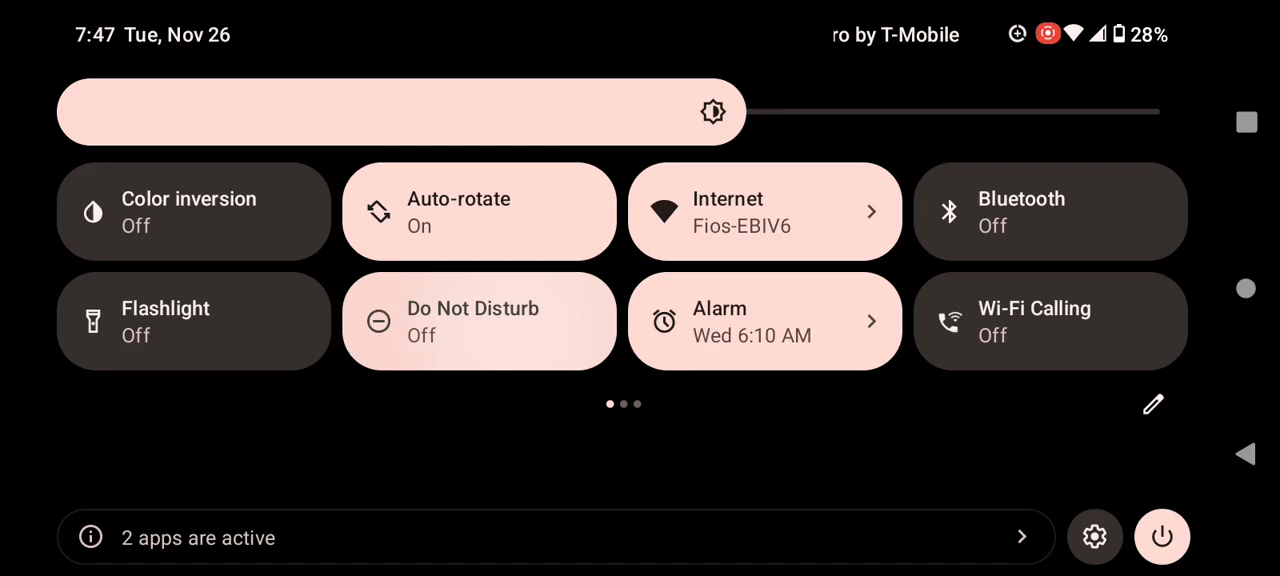 7:47 Tue, Nov 26
ro by T-Mobile
28%
Color inversion
Off
Auto-rotate
On
Internet
Fios-EBIV6
Bluetooth
Off
Flashlight
Off
Do Not Disturb
Off
Alarm
Wed 6:10 AM
Wi-Fi Calling
Off
2 apps are active